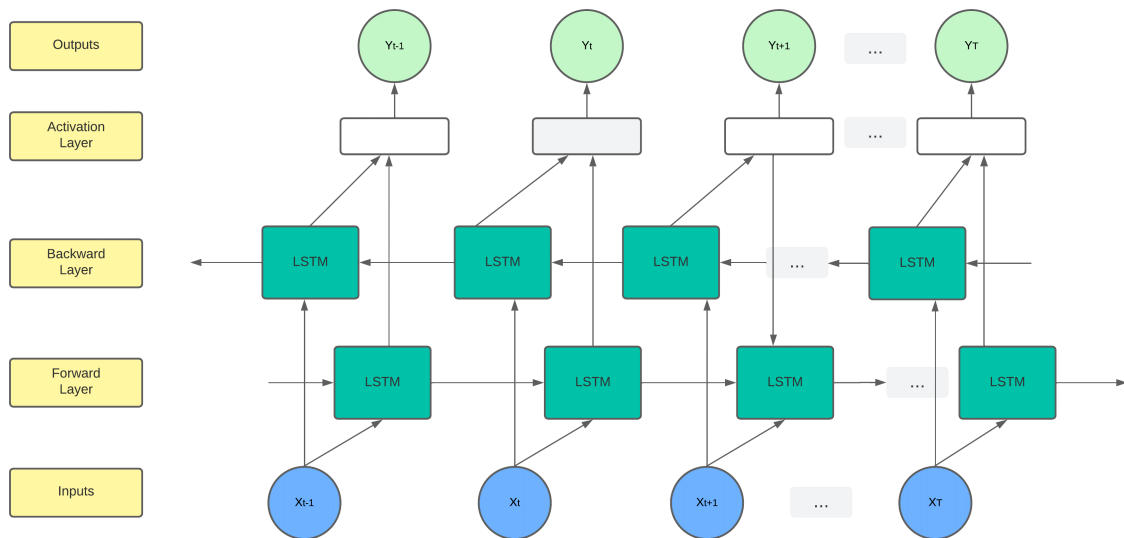 Outputs
Yt-1
Yt
Yt+1
...
YT
Activation
Layer
...
Backward
Layer
LSTM
LSTM
LSTM
...
LSTM
Forward
Layer
LSTM
LSTM
LSTM
...
LSTM
Inputs
Xt-1
Xt
Xt+1
...
XT